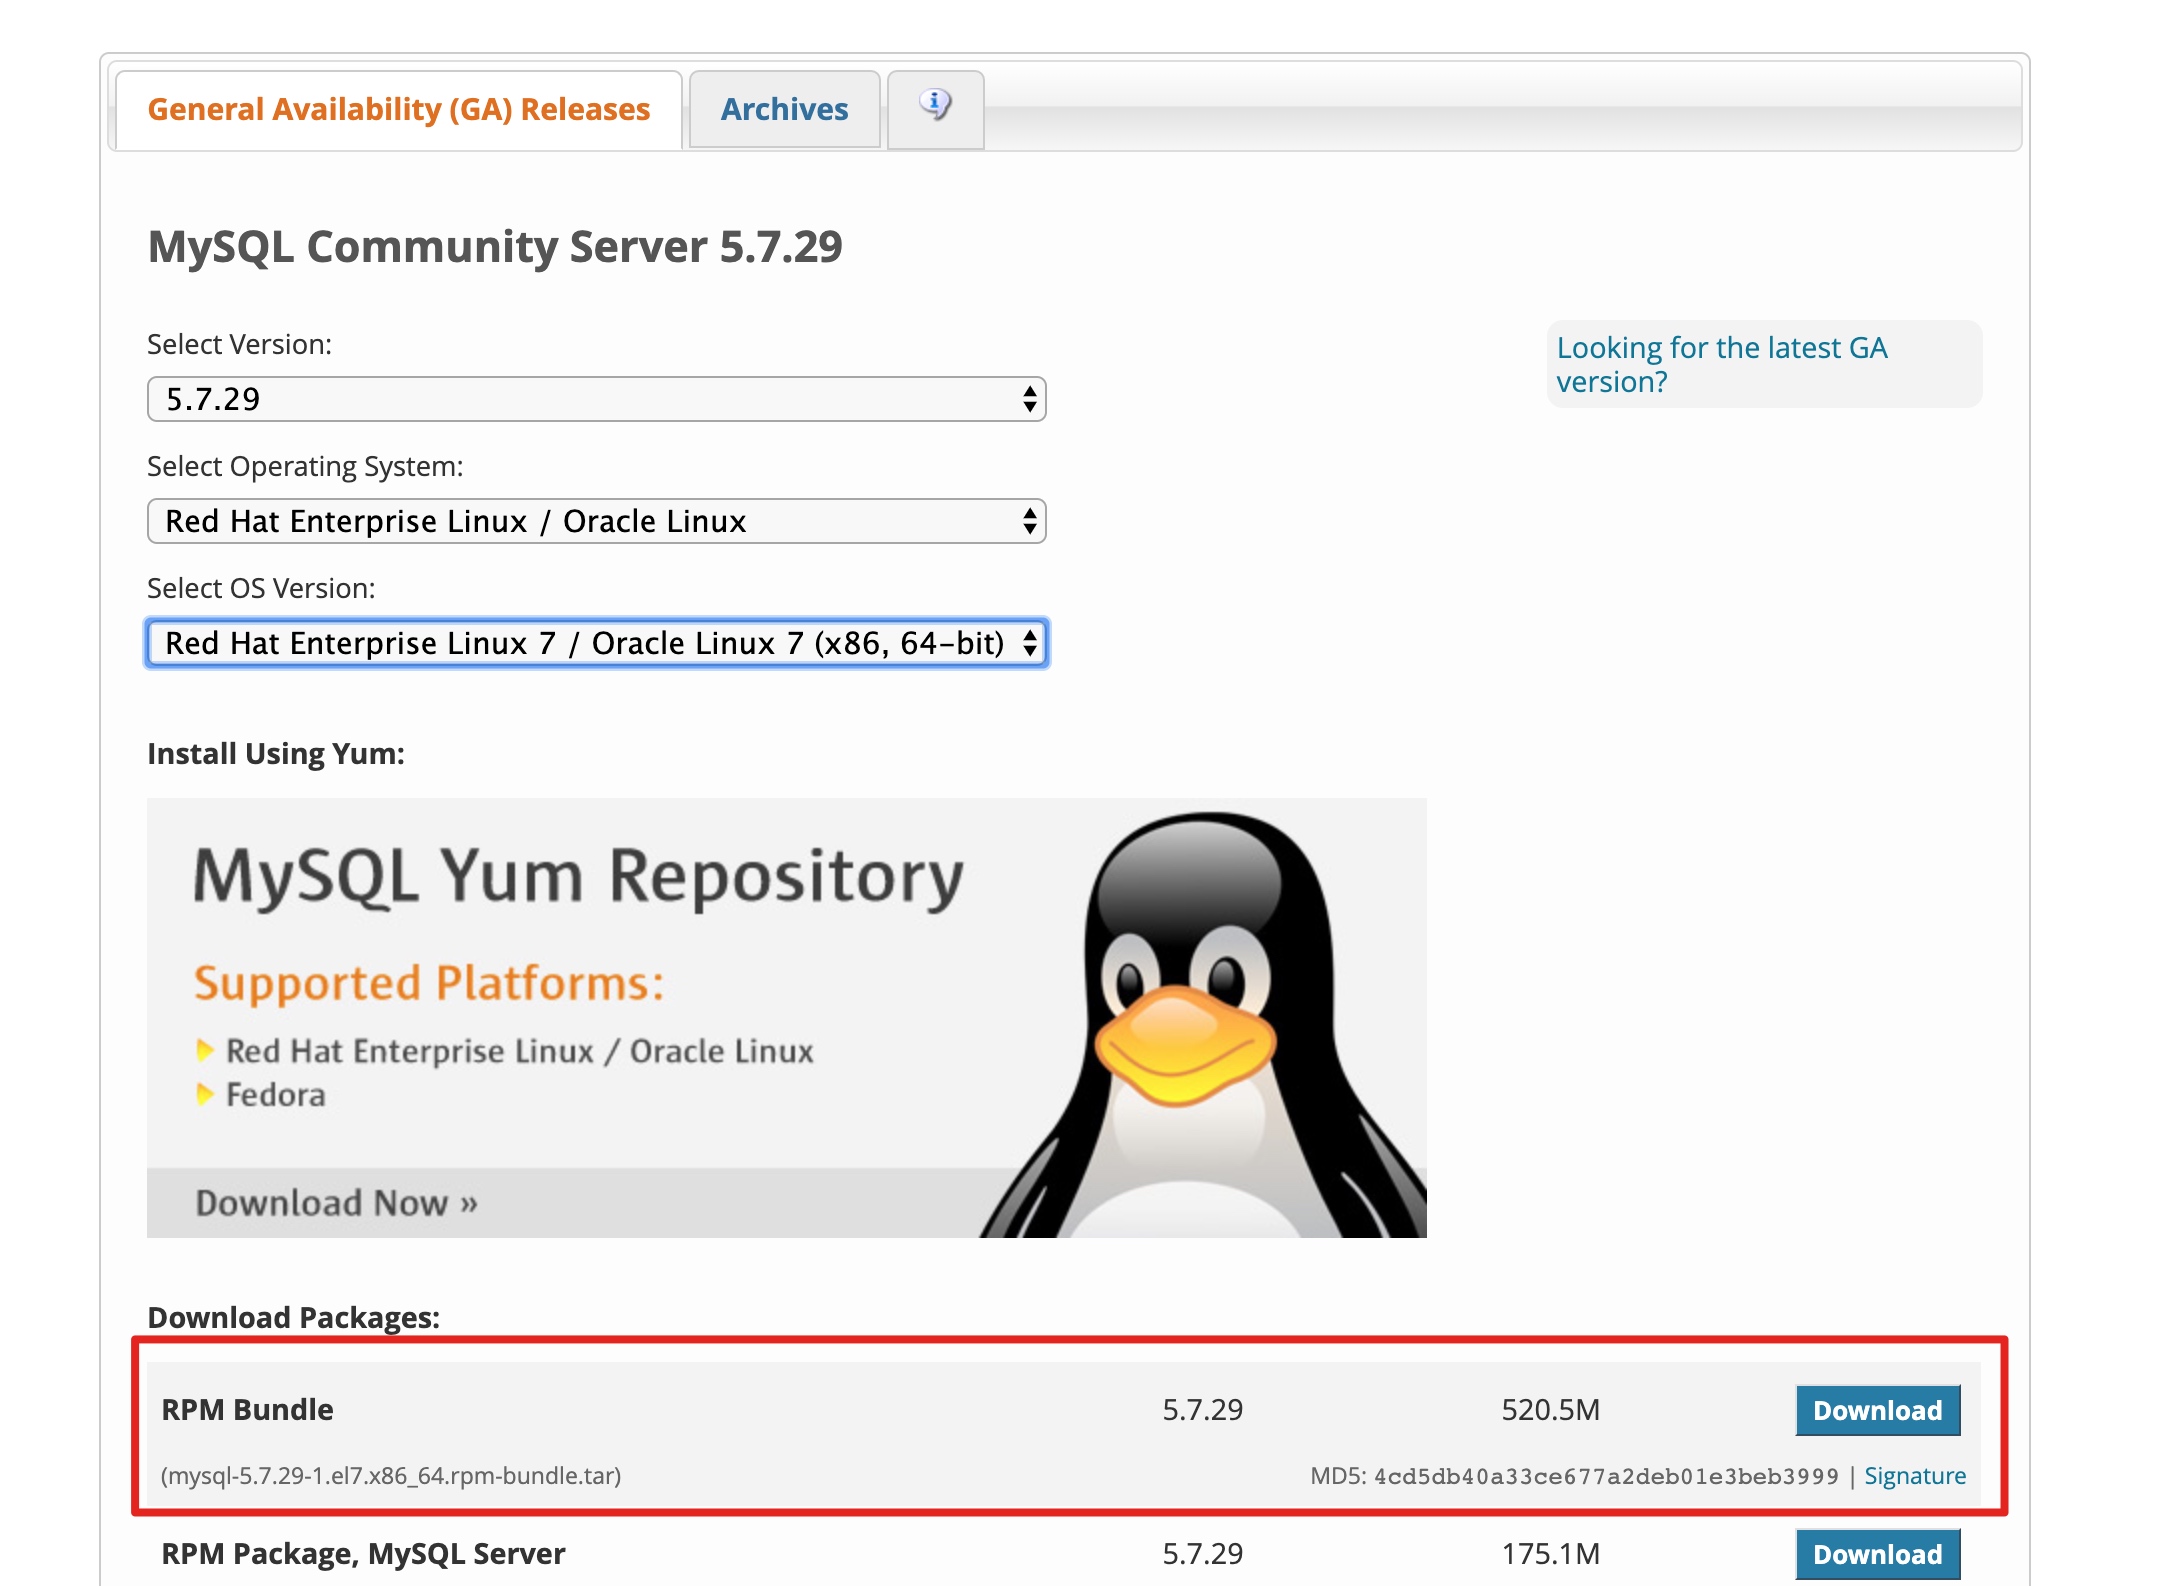 General Availability (GA) Releases
Archives
MySQL Community Server 5.7.29
Select Version:
5.7.29
Looking for the latest GA
version?
Select Operating System:
Red Hat Enterprise Linux / Oracle Linux
Select OS Version:
Red Hat Enterprise Linux 7 / Oracle Linux 7 (x86, 64-bit)
Install Using Yum:
MySQL Yum Repository
Supported Platforms:
Red Hat Enterprise Linux / Oracle Linux
Fedora
Download Now »
Download Packages:
RPM Bundle 5.7.29 520.5M Download
(mysql-5.7.29-1.el7.x86_64.rpm-bundle.tar) MD5: 4cd5db40a33ce677a2deb01e3beb3999 | Signature
RPM Package, MySQL Server 5.7.29 175.1M Download